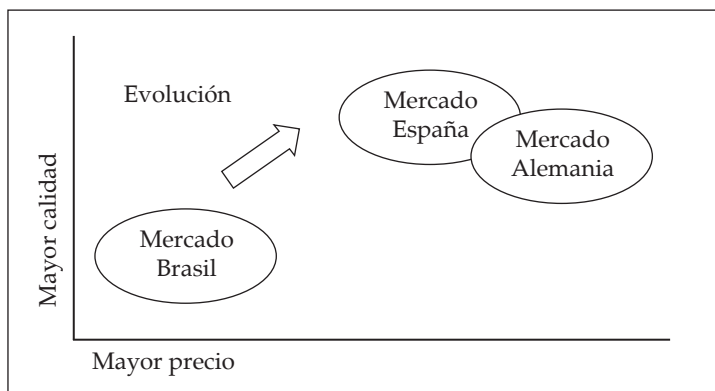 Evolución
Mercado
España
Mercado
Alemania
Mercado
Brasil
Mayor calidad
Mayor precio